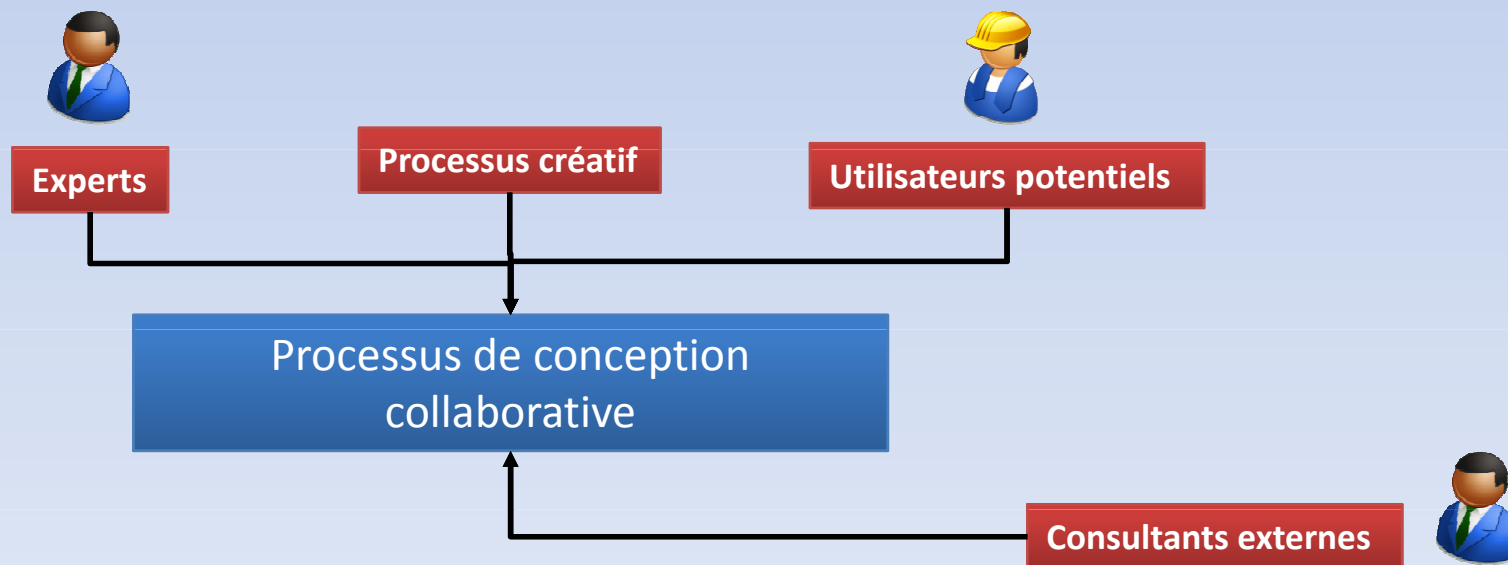 Experts
Processus créatif
Utilisateurs potentiels
Processus de conception
collaborative
Consultants externes